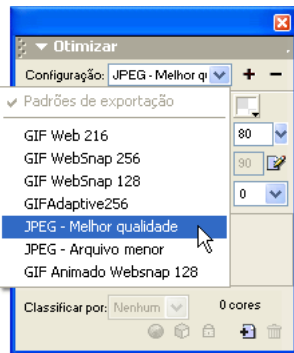 Otimizar
Configuração: JPEG - Melhor q
Padrões de exportação
GIF Web 216
80
GIF WebSnap 256
90
GIF WebSnap 128
GIFAdaptive256
0
JPEG - Melhor qualidade
JPEG - Arquivo menor
GIF Animado Websnap 128
Classificar por: Nenhum 0 cores